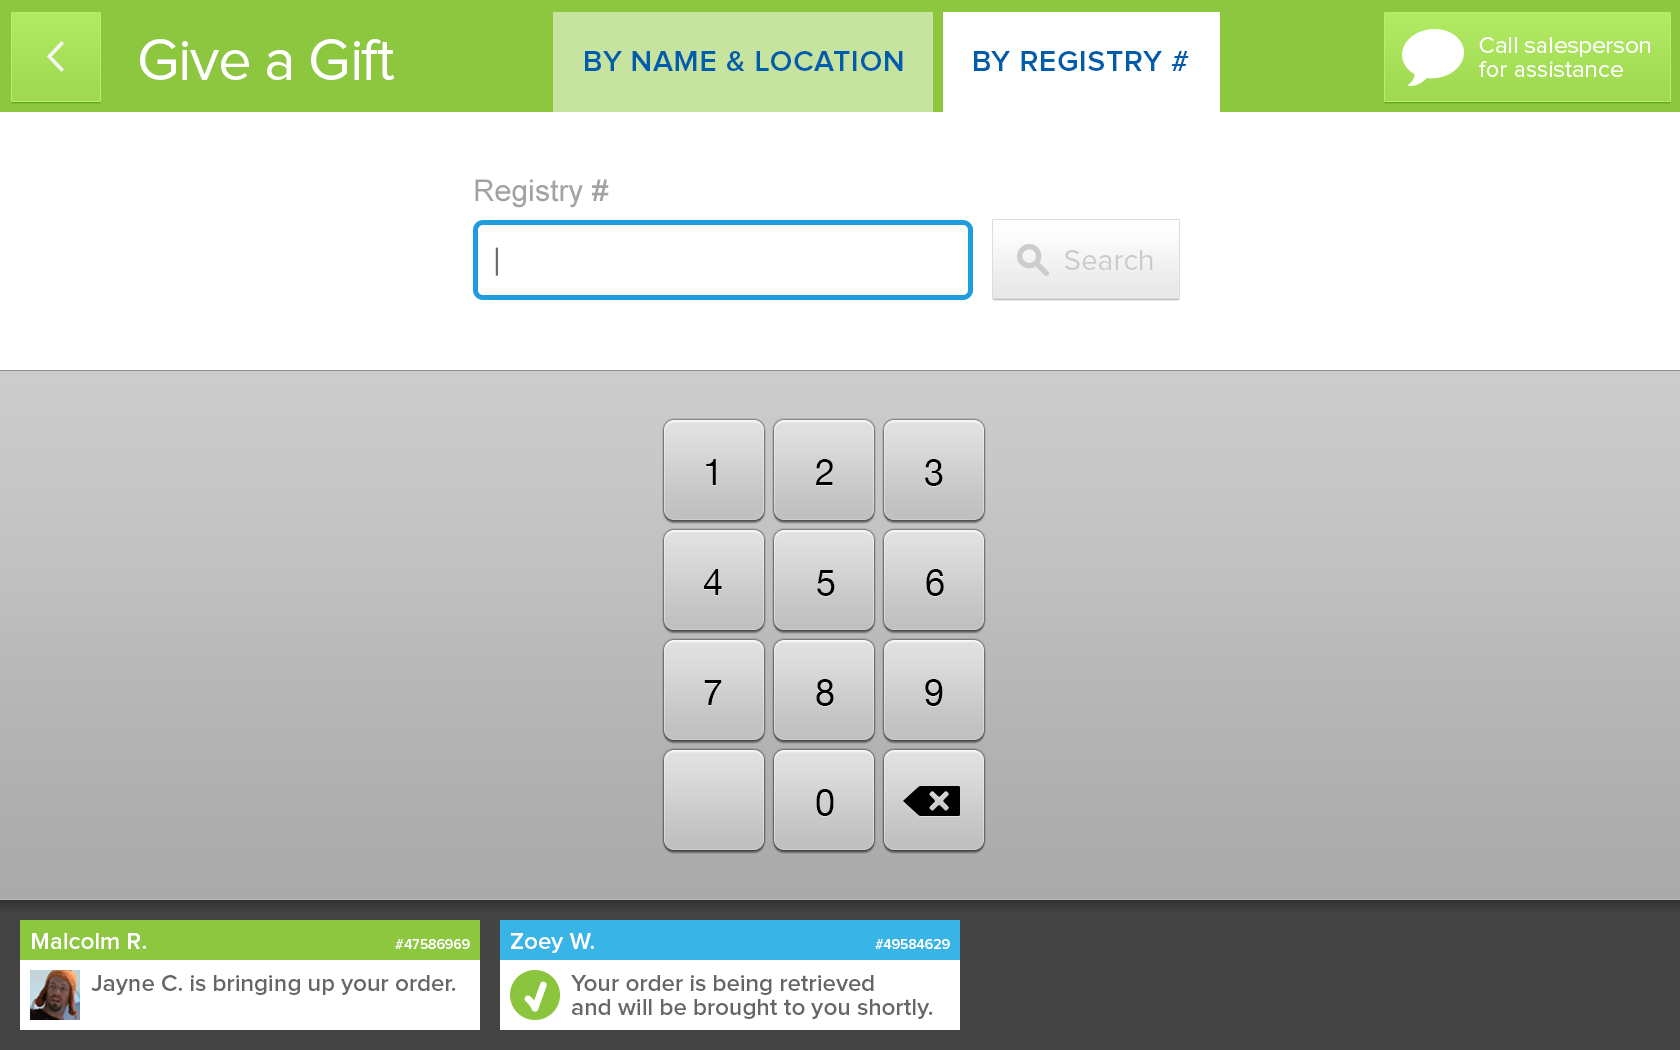 Give a Gift
BY NAME & LOCATION
BY REGISTRY #
Call salesperson
for assistance
Registry #
Search
1 2 3
4 5 6
7 8 9
0
Malcolm R. #47586969
Jayne C. is bringing up your order.
Zoey W. #49584629
Your order is being retrieved
and will be brought to you shortly.